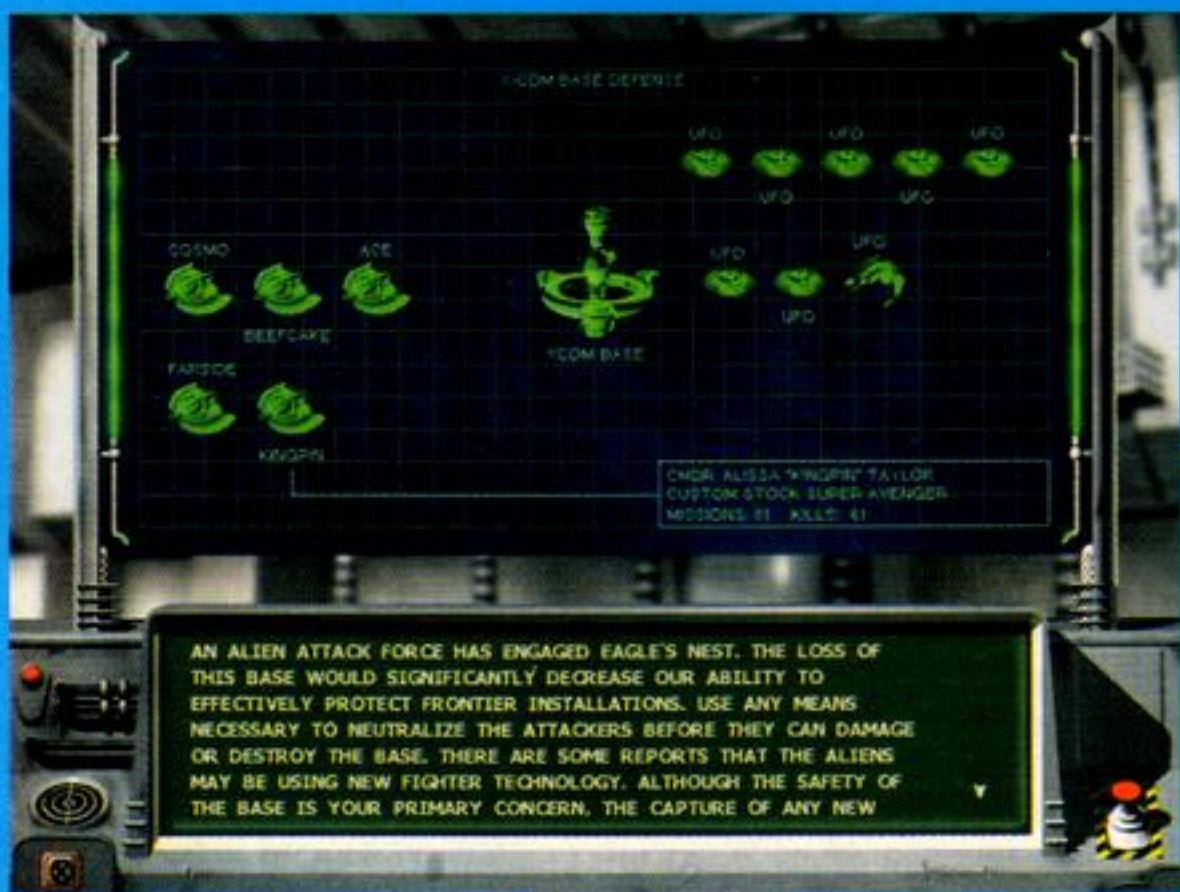 COM BASE DEFENSE
UFO UFO UFO
UFO UFO
COSMO ACE UFO UFO
UFO
BEEFCAKE
COM BASE
FARSIDE
KINGPIN
CMDR. ALISSA "KINGPIN" TAYLOR
CUSTOM STOCK SUPER AVENGER
MISSIONS: KILLS:
AN ALIEN ATTACK FORCE HAS ENGAGED EAGLE'S NEST. THE LOSS OF
THIS BASE WOULD SIGNIFICANTLY DECREASE OUR ABILITY TO
EFFECTIVELY PROTECT FRONTIER INSTALLATIONS. USE ANY MEANS
NECESSARY TO NEUTRALIZE THE ATTACKERS BEFORE THEY CAN DAMAGE
OR DESTROY THE BASE. THERE ARE SOME REPORTS THAT THE ALIENS
MAY BE USING NEW FIGHTER TECHNOLOGY. ALTHOUGH THE SAFETY OF
THE BASE IS YOUR PRIMARY CONCERN, THE CAPTURE OF ANY NEW